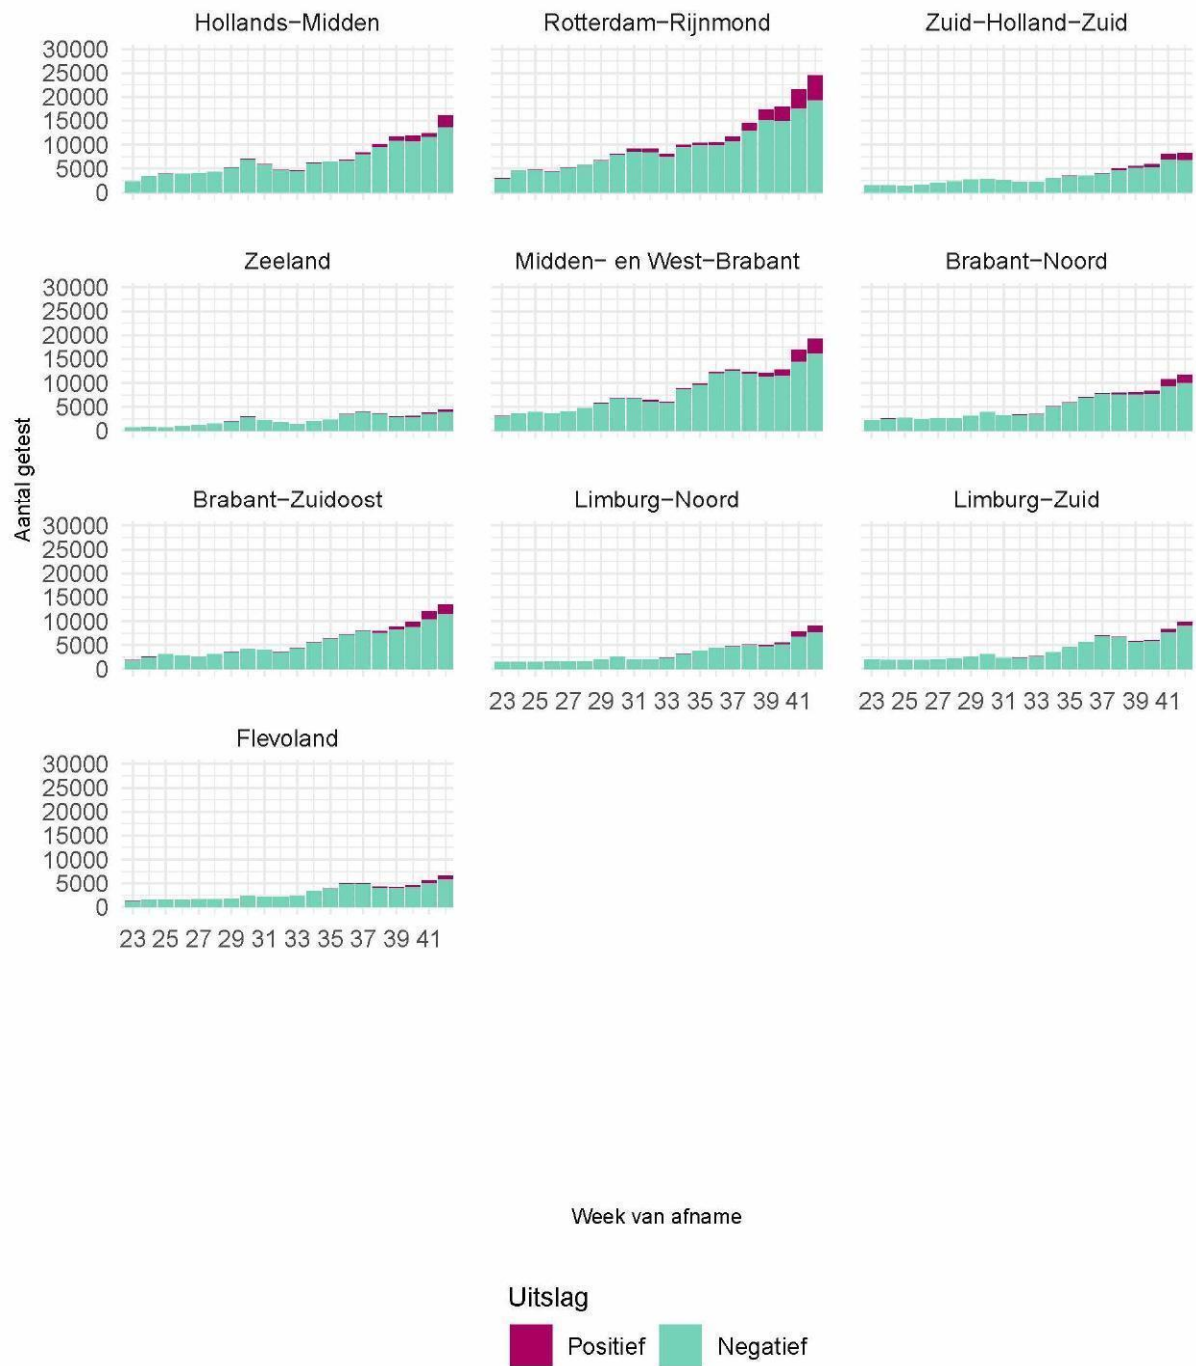 Hollands-Midden Rotterdam-Rijnmond Zuid-Holland-Zuid
30000
25000
20000
15000
10000
5000
0
Zeeland Midden- en West-Brabant Brabant-Noord
30000
25000
20000
15000
10000
5000
0
Aantal getest
Brabant-Zuidoost Limburg-Noord Limburg-Zuid
30000
25000
20000
15000
10000
5000
0
23 25 27 29 31 33 35 37 39 41 23 25 27 29 31 33 35 37 39 41
Flevoland
30000
25000
20000
15000
10000
5000
0
23 25 27 29 31 33 35 37 39 41
Week van afname
Uitslag
Positief Negatief